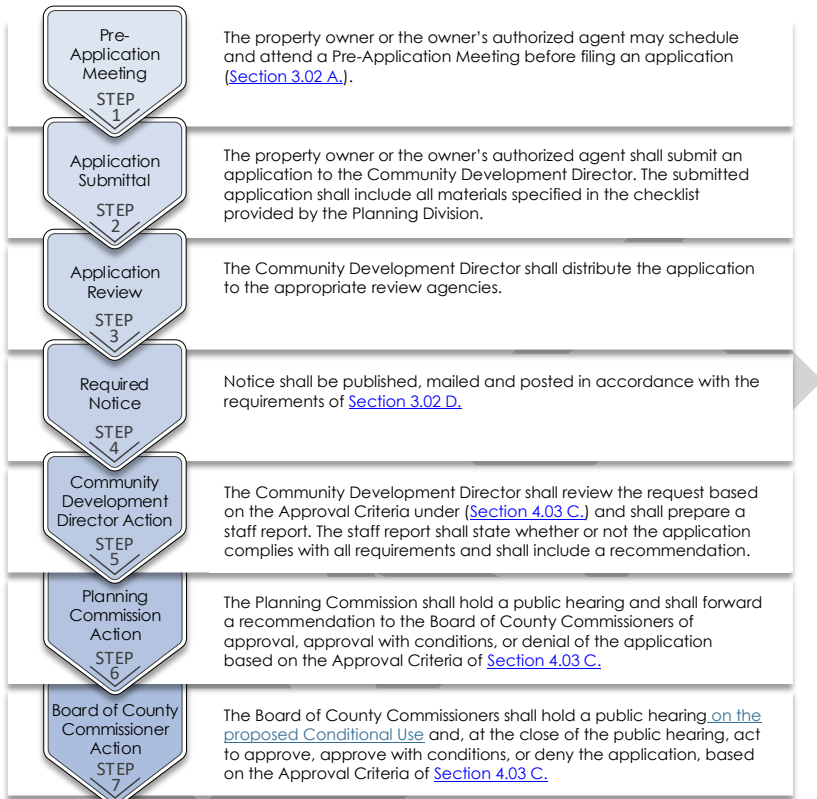 Pre-
Application
Meeting
STEP
1
The property owner or the owner's authorized agent may schedule
and attend a Pre-Application Meeting before filing an application
(Section 3.02 A.).
Application
Submittal
STEP
2
The property owner or the owner's authorized agent shall submit an
application to the Community Development Director. The submitted
application shall include all materials specified in the checklist
provided by the Planning Division.
Application
Review
STEP
3
The Community Development Director shall distribute the application
to the appropriate review agencies.
Required
Notice
STEP
4
Notice shall be published, mailed and posted in accordance with the
requirements of Section 3.02 D.
Community
Development
Director Action
STEP
5
The Community Development Director shall review the request based
on the Approval Criteria under (Section 4.03 C.) and shall prepare a
staff report. The staff report shall state whether or not the application
complies with all requirements and shall include a recommendation.
Planning
Commission
Action
STEP
6
The Planning Commission shall hold a public hearing and shall forward
a recommendation to the Board of County Commissioners of
approval, approval with conditions, or denial of the application
based on the Approval Criteria of Section 4.03 C.
Board of County
Commissioner
Action
STEP
7
The Board of County Commissioners shall hold a public hearing on the
proposed Conditional Use and, at the close of the public hearing, act
to approve, approve with conditions, or deny the application, based
on the Approval Criteria of Section 4.03 C.